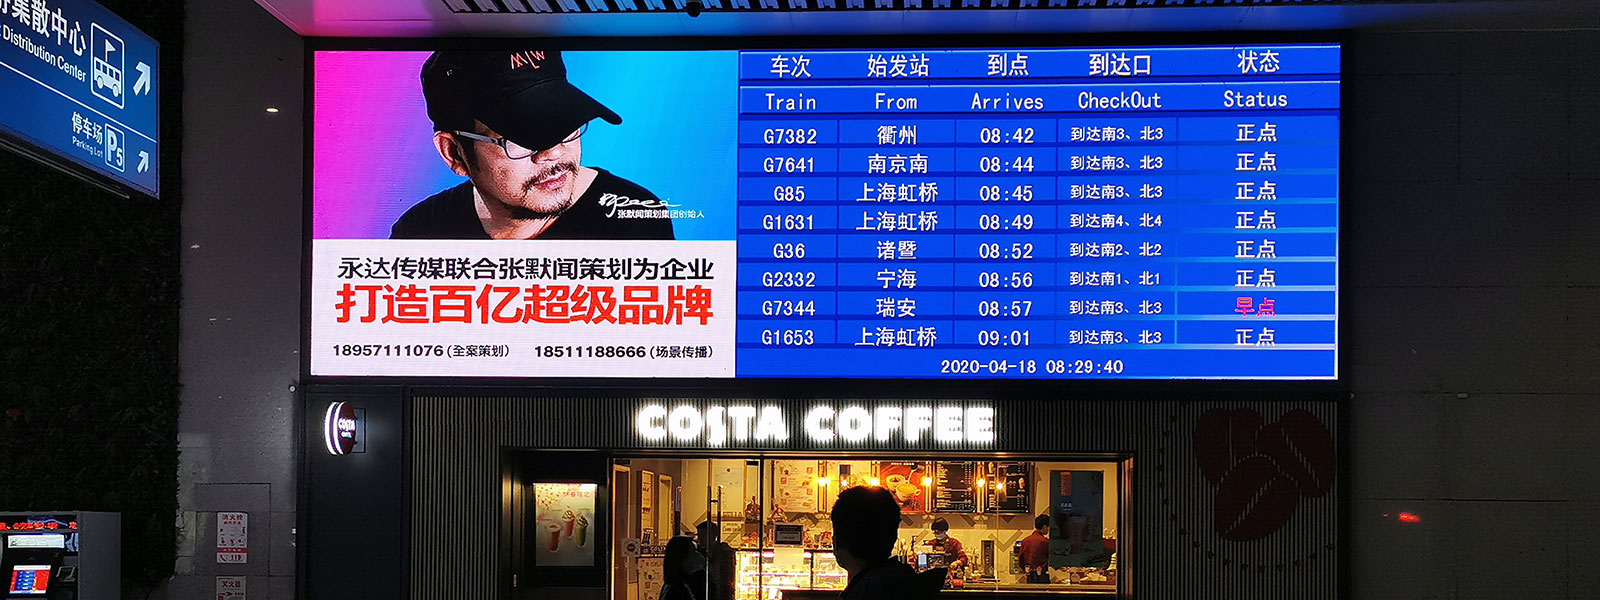 集散中心
Distribution Center
停车场
Parking Lot
P5
MLW
张默闻策划集团创始人
永达传媒联合张默闻策划为企业
打造百亿超级品牌
18957111076(全案策划) 18511188666(场景传播)
车次 始发站 到点 到达口 状态
Train From Arrives CheckOut Status
G7382 衢州 08:42 到达南3、北3 正点
G7641 南京南 08:44 到达南3、北3 正点
G85 上海虹桥 08:45 到达南3、北3 正点
G1631 上海虹桥 08:49 到达南4、北4 正点
G36 诸暨 08:52 到达南2、北2 正点
G2332 宁海 08:56 到达南1、北1 正点
G7344 瑞安 08:57 到达南3、北3 早点
G1653 上海虹桥 09:01 到达南3、北3 正点
2020-04-18 08:29:40
COSTA COFFEE
COSTA
消火栓
灭火器